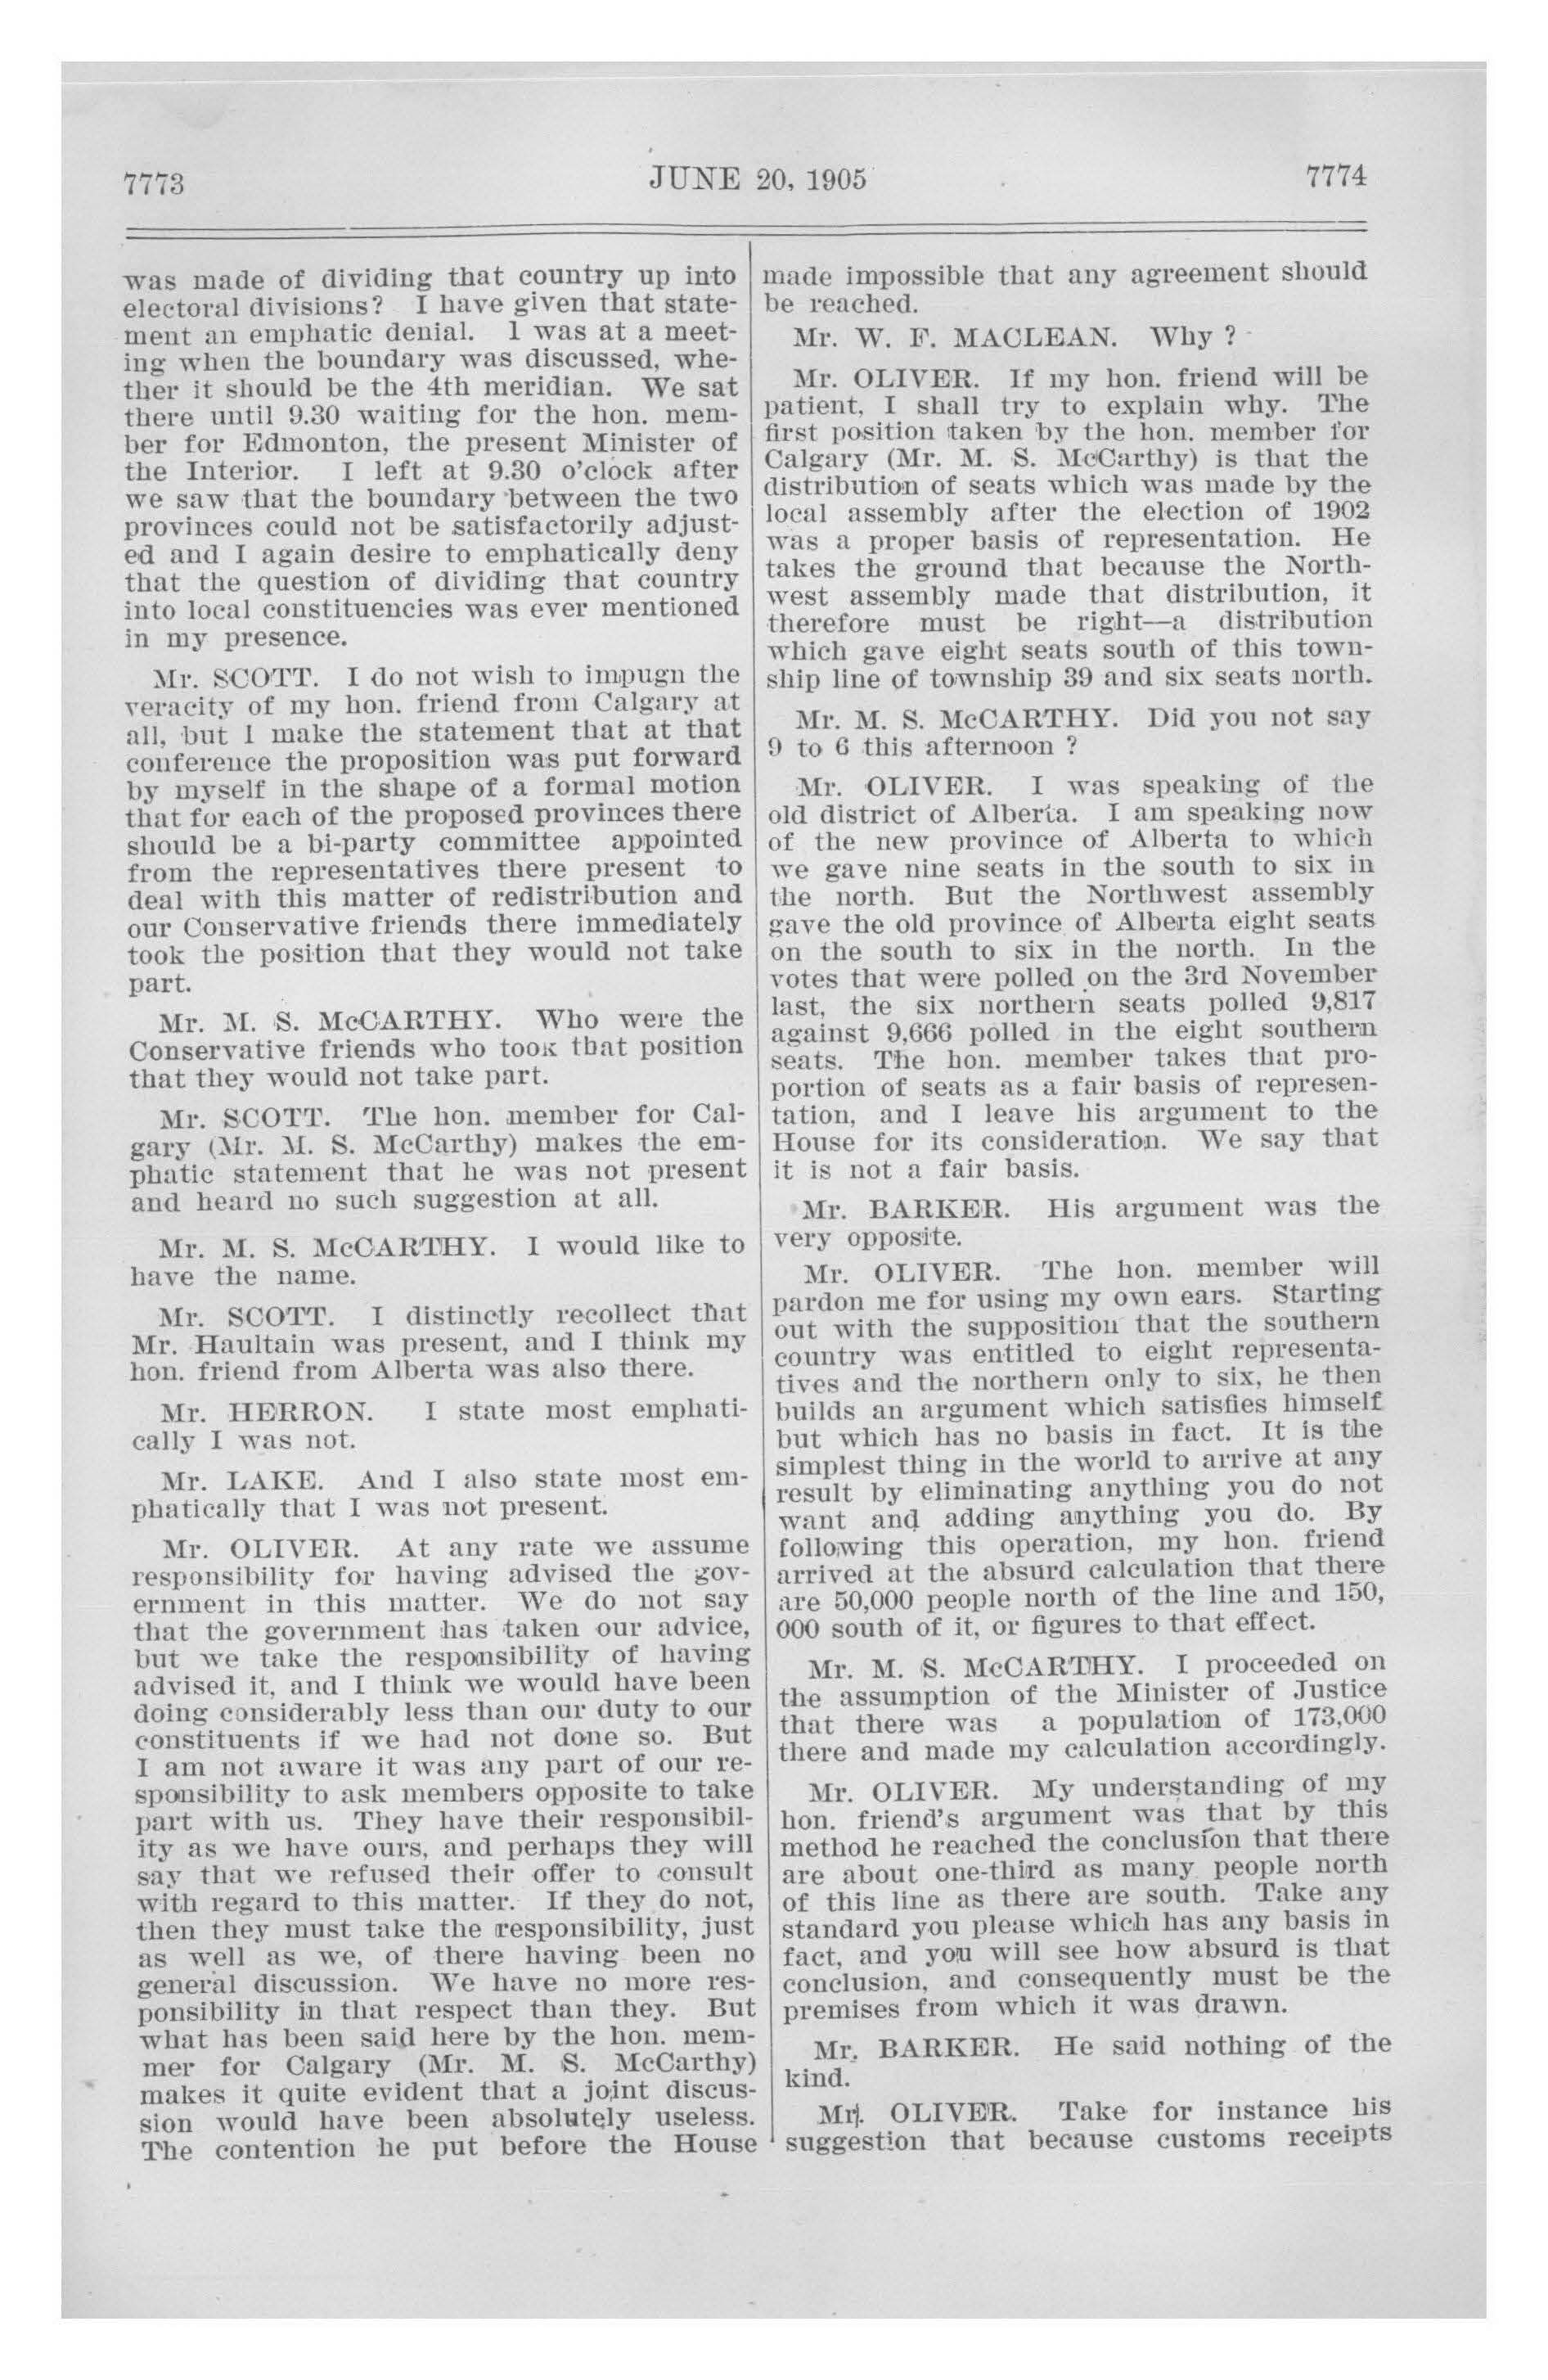 7773
JUNE 20, 1905
7774
was made of dividing that country up into
electoral divisions? I have given that state-
ment an emphatic denial. I was at a meet-
ing when the boundary was discussed, whe-
ther it should be the 4th meridian. We sat
there until 9.30 waiting for the hon. mem-
ber for Edmonton, the present Minister of
the Interior. I left at 9.30 o'clock after
we saw that the boundary between the two
provinces could not be satisfactorily adjust-
ed and I again desire to emphatically deny
that the question of dividing that country
into local constituencies was ever mentioned
in my presence.
Mr. SCOTT. I do not wish to impugn the
veracity of my hon. friend from Calgary at
all, but I make the statement that at that
conference the proposition was put forward
by myself in the shape of a formal motion
that for each of the proposed provinces there
should be a bi-party committee appointed
from the representatives there present to
deal with this matter of redistribution and
our Conservative friends there immediately
took the position that they would not take
part.
Mr. M. S. McCARTHY. Who were the
Conservative friends who took that position
that they would not take part.
Mr. SCOTT. The hon. member for Cal-
gary (Mr. M. S. McCarthy) makes the em-
phatic statement that he was not present
and heard no such suggestion at all.
Mr. M. S. McCARTHY. I would like to
have the name.
Mr. SCOTT. I distinctly recollect that
Mr. Haultain was present, and I think my
hon. friend from Alberta was also there.
Mr. HERRON. I state most emphati-
cally I was not.
Mr. LAKE. And I also state most em-
phatically that I was not present.
Mr. OLIVER. At any rate we assume
responsibility for having advised the gov-
ernment in this matter. We do not say
that the government has taken our advice,
but we take the responsibility of having
advised it, and I think we would have been
doing considerably less than our duty to our
constituents if we had not done so. But
I am not aware it was any part of our re-
sponsibility to ask members opposite to take
part with us. They have their responsibil-
ity as we have ours, and perhaps they will
say that we refused their offer to consult
with regard to this matter. If they do not,
then they must take the responsibility, just
as well as we, of there having been no
general discussion. We have no more res-
ponsibility in that respect than they. But
what has been said here by the hon. mem-
mer for Calgary (Mr. M. S. McCarthy)
makes it quite evident that a joint discus-
sion would have been absolutely useless.
The contention he put before the House
made impossible that any agreement should
be reached.
Mr. W. F. MACLEAN. Why ?
Mr. OLIVER. If my hon. friend will be
patient, I shall try to explain why. The
first position taken by the hon. member for
Calgary (Mr. M. S. McCarthy) is that the
distribution of seats which was made by the
local assembly after the election of 1902
was a proper basis of representation. He
takes the ground that because the North-
west assembly made that distribution, it
therefore must be right—a distribution
which gave eight seats south of this town-
ship line of township 39 and six seats north.
Mr. M. S. McCARTHY. Did you not say
9 to 6 this afternoon ?
Mr. OLIVER. I was speaking of the
old district of Alberta. I am speaking now
of the new province of Alberta to which
we gave nine seats in the south to six in
the north. But the Northwest assembly
gave the old province of Alberta eight seats
on the south to six in the north. In the
votes that were polled on the 3rd November
last, the six northern seats polled 9,817
against 9,666 polled in the eight southern
seats. The hon. member takes that pro-
portion of seats as a fair basis of represen-
tation, and I leave his argument to the
House for its consideration. We say that
it is not a fair basis.
Mr. BARKER. His argument was the
very opposite.
Mr. OLIVER. The hon. member will
pardon me for using my own ears. Starting
out with the supposition that the southern
country was entitled to eight representa-
tives and the northern only to six, he then
builds an argument which satisfies himself
but which has no basis in fact. It is the
simplest thing in the world to arrive at any
result by eliminating anything you do not
want and adding anything you do. By
following this operation, my hon. friend
arrived at the absurd calculation that there
are 50,000 people north of the line and 150,
000 south of it, or figures to that effect.
Mr. M. S. McCARTHY. I proceeded on
the assumption of the Minister of Justice
that there was a population of 173,000
there and made my calculation accordingly.
Mr. OLIVER. My understanding of my
hon. friend's argument was that by this
method he reached the conclusion that there
are about one-third as many people north
of this line as there are south. Take any
standard you please which has any basis in
fact, and you will see how absurd is that
conclusion, and consequently must be the
premises from which it was drawn.
Mr. BARKER. He said nothing of the
kind.
Mr. OLIVER. Take for instance his
suggestion that because customs receipts